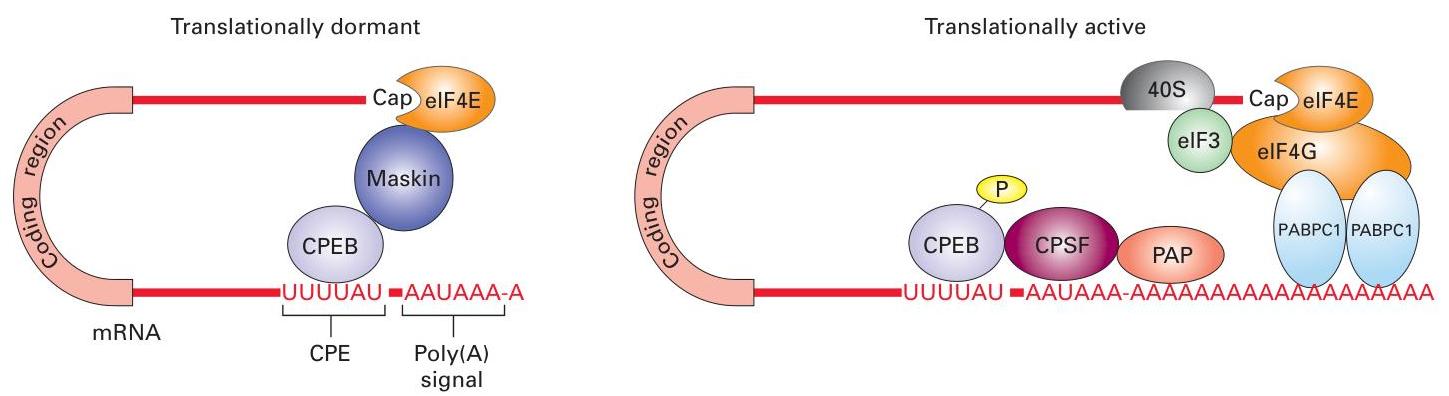 Translationally dormant
Cap
eIF4E
Maskin
CPEB
Coding region
UUUUAU
AAUAAA-A
mRNA
CPE
Poly(A)
signal
Translationally active
40S
Cap
eIF4E
eIF3
eIF4G
P
CPEB
CPSF
PAP
PABPC1
PABPC1
Coding region
UUUUAU
AAUAAA-AAAAAAAAAAAAAAAAAAA